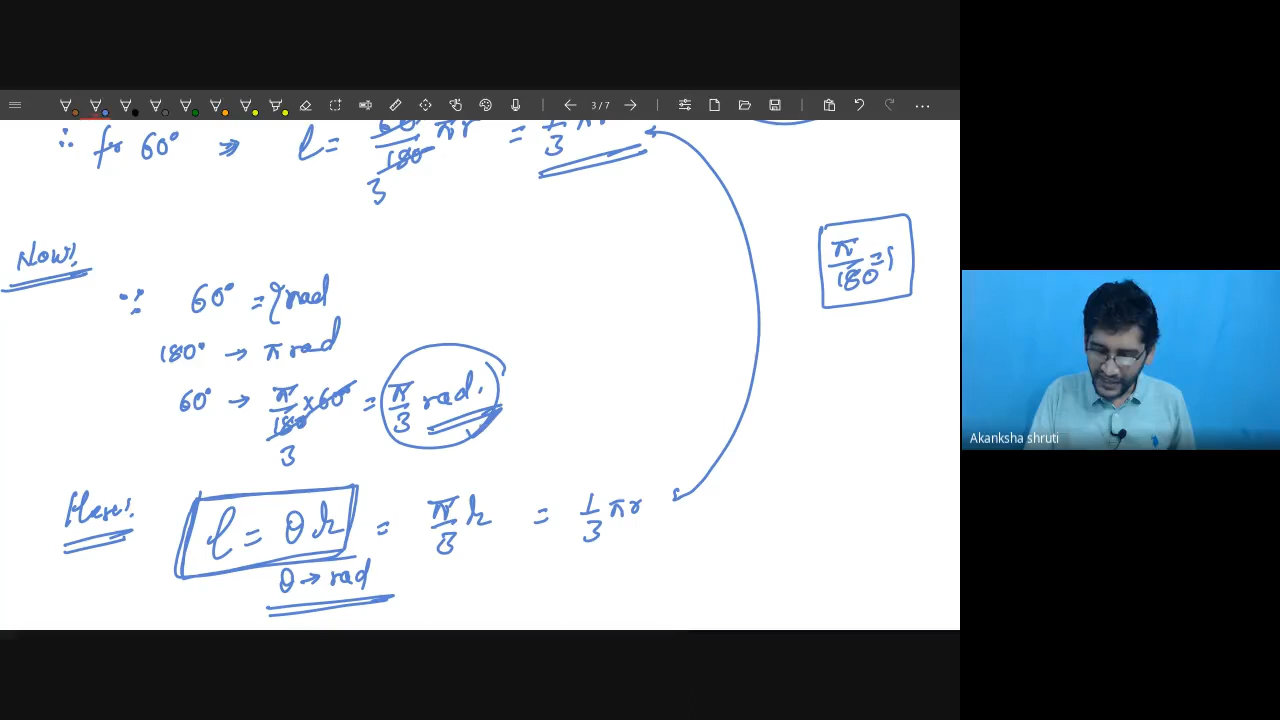 3/7
∴ fr 60° ⇒ l = 60/180 πr = 1/3 πr
3
π/180 = 1
Now!
∵ 60° = ? rad
180° → π rad
60° → π/180 × 60° = π/3 rad.
3
Here! l = θr = π/3 r = 1/3 πr
θ → rad
Akanksha shruti